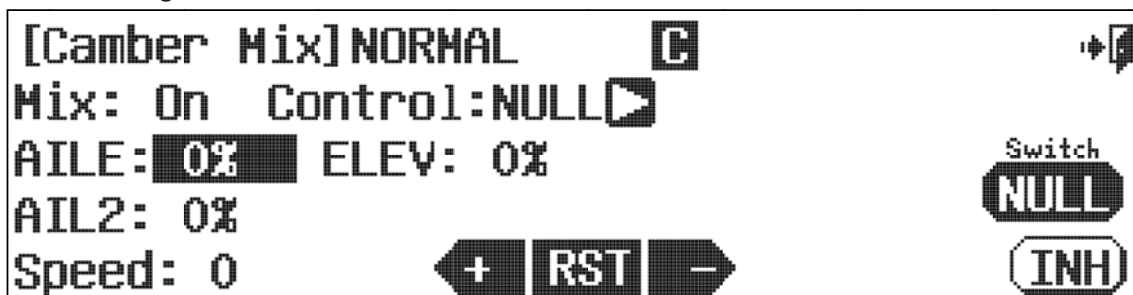 [Camber Mix]NORMAL C
Mix: On Control:NULL
AILE: 0% ELEV: 0%
Switch
NULL
AIL2: 0%
Speed: 0 + RST - INH